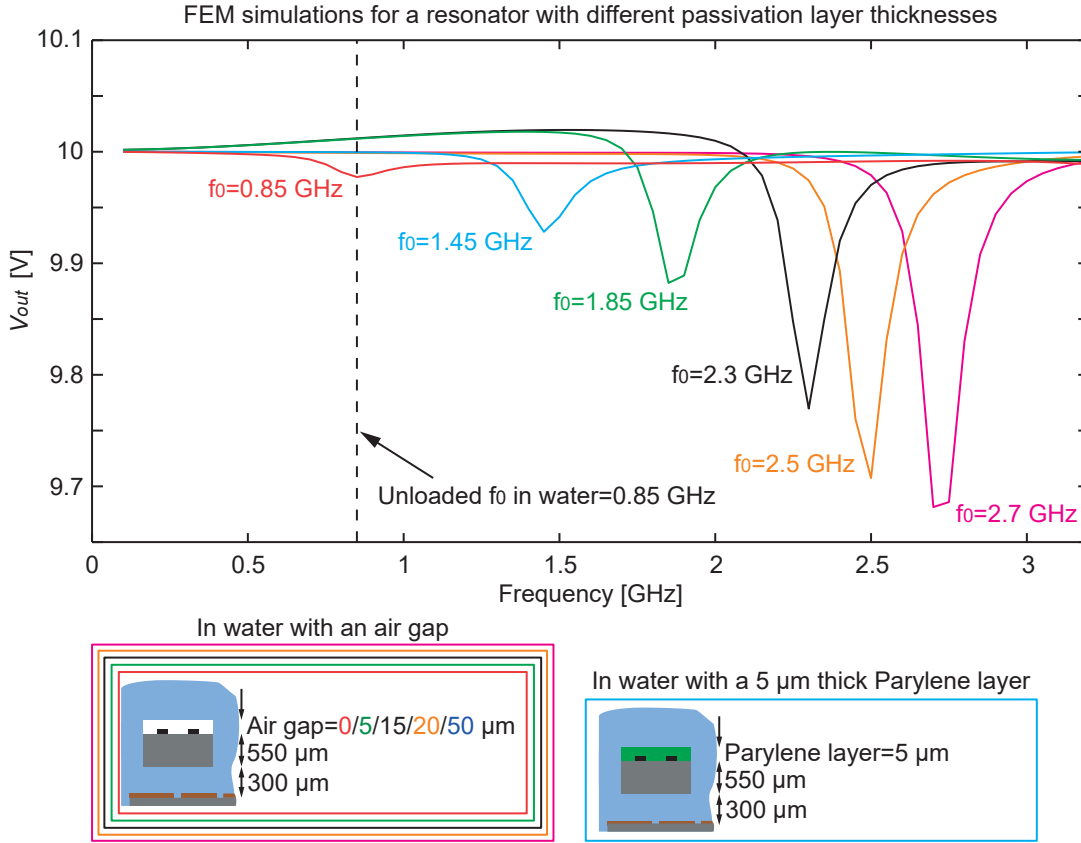 FEM simulations for a resonator with different passivation layer thicknesses
10.1
10
9.9
9.8
9.7
Vout [V]
f0=0.85 GHz
f0=1.45 GHz
f0=1.85 GHz
f0=2.3 GHz
f0=2.5 GHz
f0=2.7 GHz
Unloaded f0 in water=0.85 GHz
0 0.5 1 1.5 2 2.5 3
Frequency [GHz]
In water with an air gap
Air gap=0/5/15/20/50 µm
550 µm
300 µm
In water with a 5 µm thick Parylene layer
Parylene layer=5 µm
550 µm
300 µm